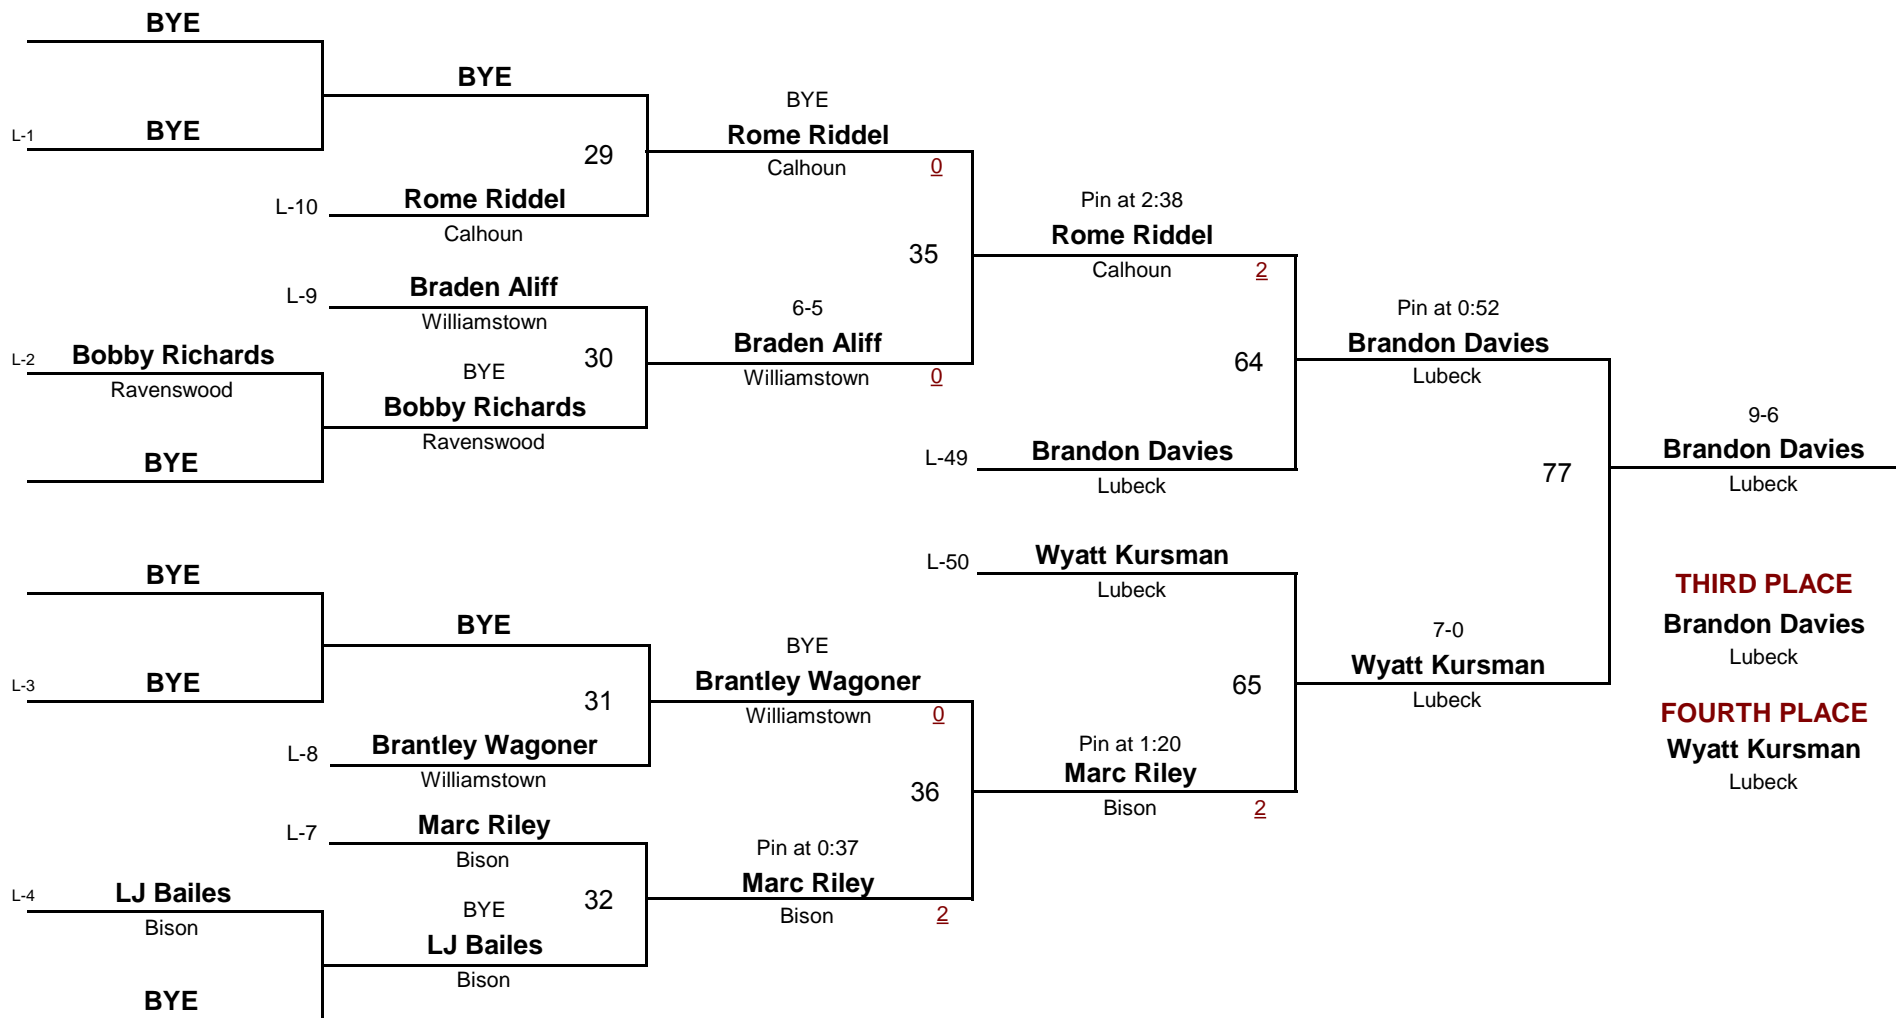 BYE
L-1 BYE
BYE
29
L-10 Rome Riddel
Calhoun
BYE
Rome Riddel
Calhoun 0
L-9 Braden Aliff
Williamstown
L-2 Bobby Richards
Ravenswood
BYE
BYE
Bobby Richards
Ravenswood
30
6-5
Braden Aliff
Williamstown 0
35
Pin at 2:38
Rome Riddel
Calhoun 2
L-49 Brandon Davies
Lubeck
64
Pin at 0:52
Brandon Davies
Lubeck
BYE
L-3 BYE
BYE
31
L-8 Brantley Wagoner
Williamstown
BYE
Brantley Wagoner
Williamstown 0
L-7 Marc Riley
Bison
L-4 LJ Bailes
Bison
BYE
BYE
LJ Bailes
Bison
32
Pin at 0:37
Marc Riley
Bison 2
36
Pin at 1:20
Marc Riley
Bison 2
L-50 Wyatt Kursman
Lubeck
65
7-0
Wyatt Kursman
Lubeck
77
9-6
Brandon Davies
Lubeck
THIRD PLACE
Brandon Davies
Lubeck
FOURTH PLACE
Wyatt Kursman
Lubeck